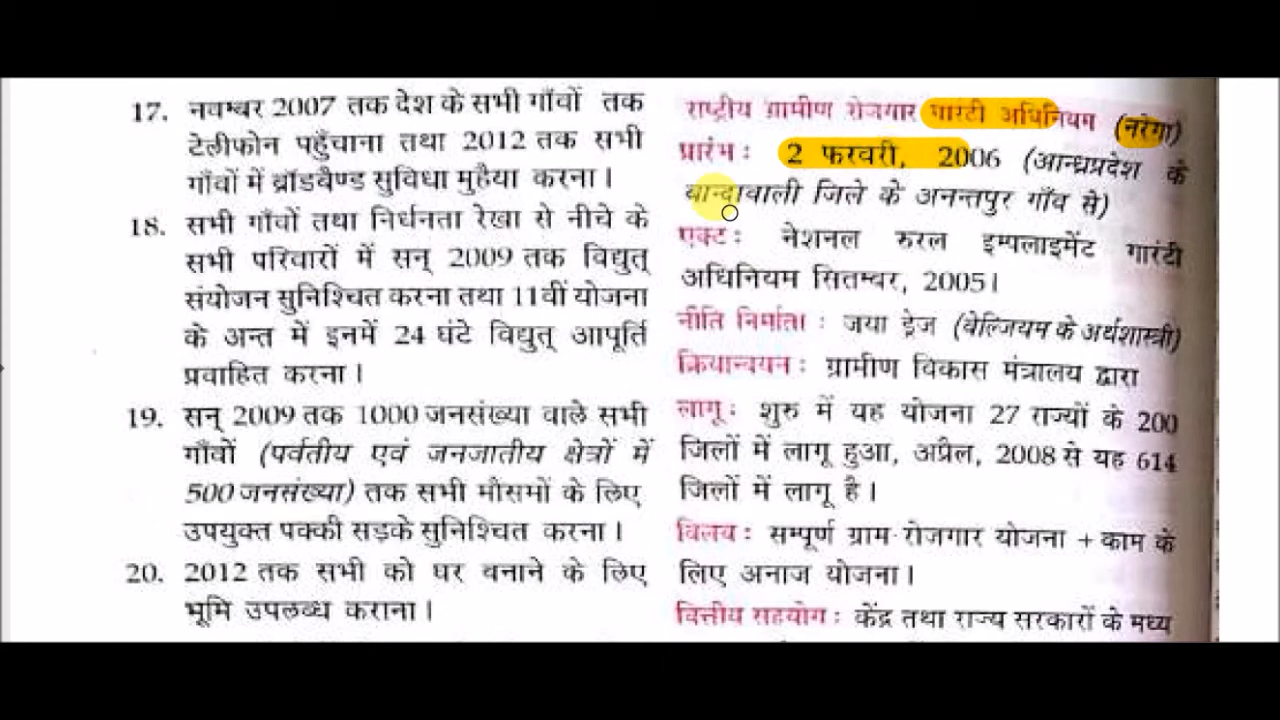 17. नवम्बर 2007 तक देश के सभी गाँवों तक
टेलीफोन पहुँचाना तथा 2012 तक सभी
गाँवों में ब्रॉडबैण्ड सुविधा मुहैया करना।
18. सभी गाँवों तथा निर्धनता रेखा से नीचे के
सभी परिवारों में सन् 2009 तक विद्युत्
संयोजन सुनिश्चित करना तथा 11वीं योजना
के अन्त में इनमें 24 घंटे विद्युत् आपूर्ति
प्रवाहित करना।
19. सन् 2009 तक 1000 जनसंख्या वाले सभी
गाँवों (पर्वतीय एवं जनजातीय क्षेत्रों में
500 जनसंख्या) तक सभी मौसमों के लिए
उपयुक्त पक्की सड़के सुनिश्चित करना।
20. 2012 तक सभी को घर बनाने के लिए
भूमि उपलब्ध कराना।
राष्ट्रीय ग्रामीण रोजगार गारंटी अधिनियम (नरेगा)
प्रारंभ : 2 फरवरी, 2006 (आन्ध्रप्रदेश के
बान्दावाली जिले के अनन्तपुर गाँव से)
एक्ट : नेशनल रुरल इम्पलाइमेंट गारंटी
अधिनियम सितम्बर, 2005।
नीति निर्माता : जया ड्रेज (बेल्जियम के अर्थशास्त्री)
क्रियान्वयन : ग्रामीण विकास मंत्रालय द्वारा
लागू : शुरु में यह योजना 27 राज्यों के 200
जिलों में लागू हुआ, अप्रैल, 2008 से यह 614
जिलों में लागू है।
विलय : सम्पूर्ण ग्राम रोजगार योजना + काम के
लिए अनाज योजना।
वित्तीय सहयोग : केंद्र तथा राज्य सरकारों के मध्य